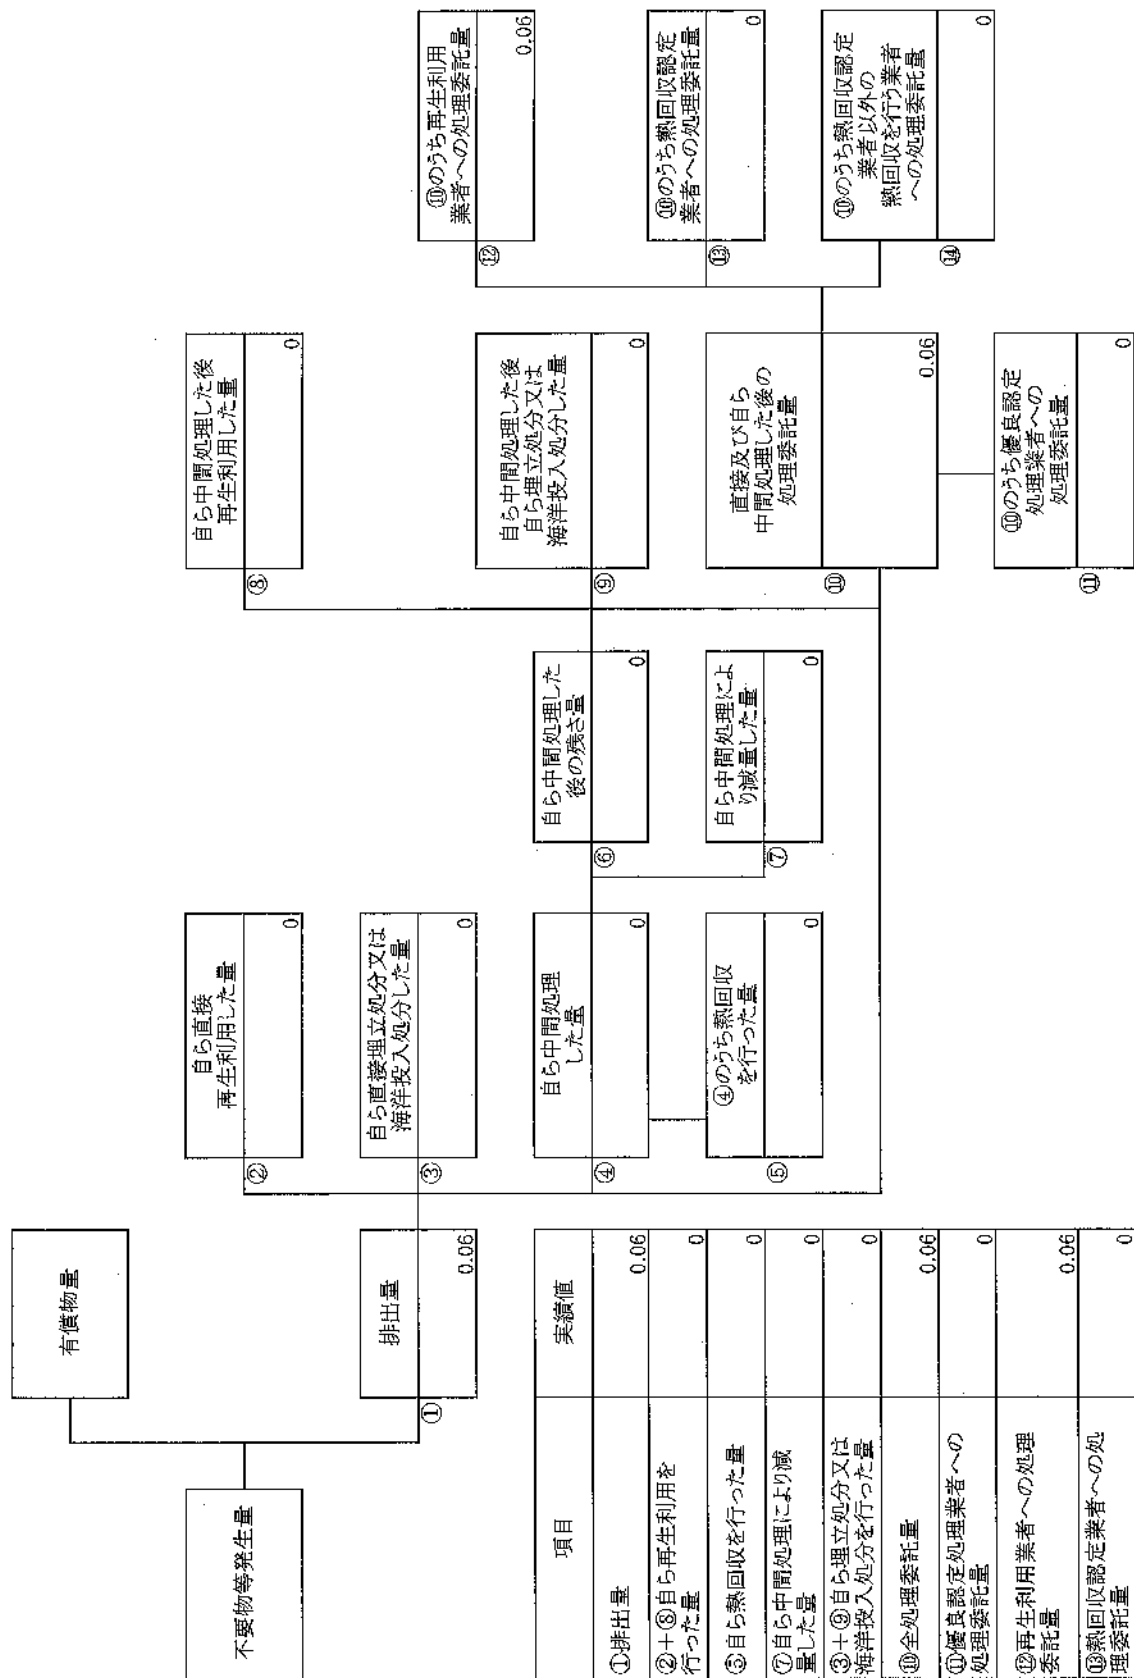 不要物等発生量
有償物量
①
排出量
0.06
②
自ら直接
再生利用した量
0
③
自ら直接埋立処分又は
海洋投入処分した量
0
④
自ら中間処理
した量
0
⑤
④のうち熱回収
を行った量
0
⑥
自ら中間処理した
後の残さ量
0
⑦
自ら中間処理によ
り減量した量
0
⑧
自ら中間処理した後
再生利用した量
0
⑨
自ら中間処理した後
自ら埋立処分又は
海洋投入処分した量
0
⑩
直接及び自ら
中間処理した後の
処理委託量
0.06
⑪
⑩のうち優良認定
処理業者への
処理委託量
0
⑫
⑩のうち再生利用
業者への処理委託量
0.06
⑬
⑩のうち熱回収認定
業者への処理委託量
0
⑭
⑩のうち熱回収認定
業者以外の
熱回収を行う業者
への処理委託量
0
項目 実績値
①排出量 0.06
②+⑧自ら再生利用を
行った量 0
⑤自ら熱回収を行った量 0
⑦自ら中間処理により減
量した量 0
③+⑨自ら埋立処分又は
海洋投入処分を行った量 0
⑩全処理委託量 0.06
⑪優良認定処理業者への
処理委託量 0
⑫再生利用業者への処理
委託量 0.06
⑬熱回収認定業者への処
理委託量 0